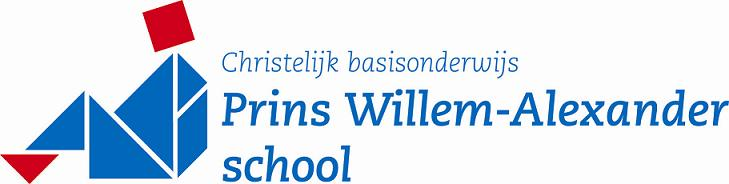 Christelijk basisonderwijs
Prins Willem-Alexander
school